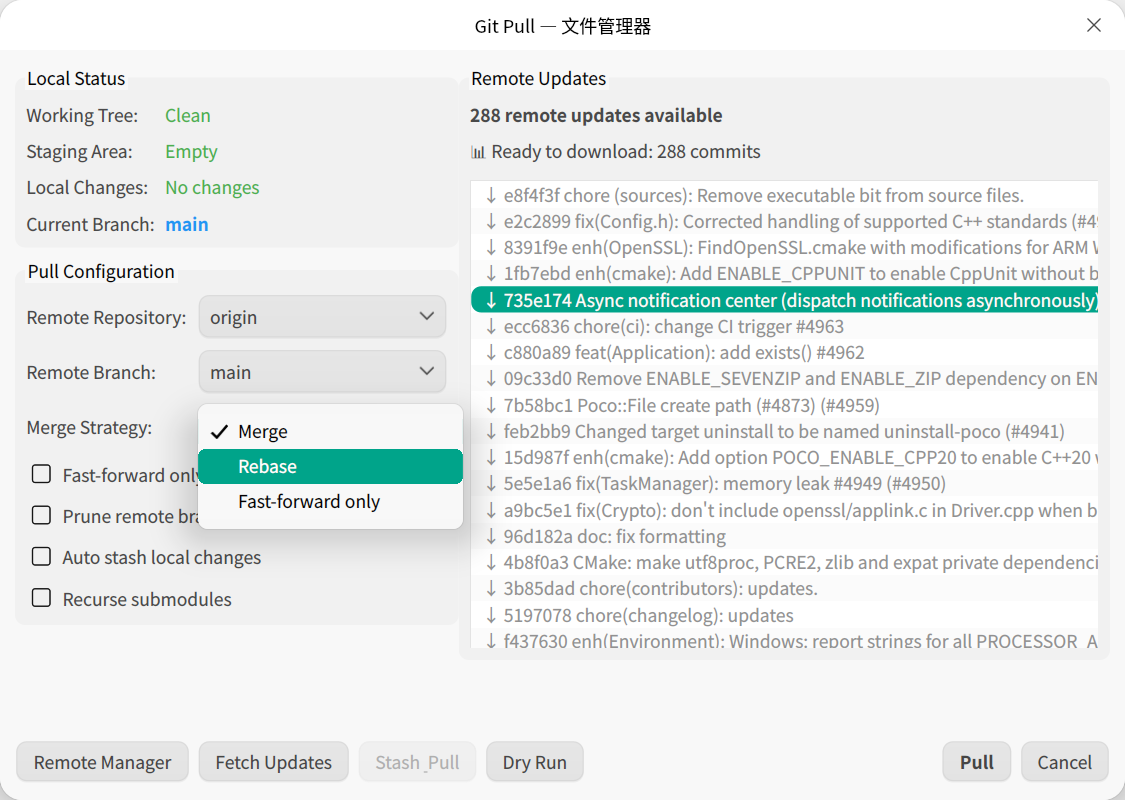 Git Pull — 文件管理器
Local Status
Working Tree: Clean
Staging Area: Empty
Local Changes: No changes
Current Branch: main
Pull Configuration
Remote Repository: origin
Remote Branch: main
Merge Strategy:
Merge
Rebase
Fast-forward only
Fast-forward only
Prune remote
Auto stash local changes
Recurse submodules
Remote Updates
288 remote updates available
Ready to download: 288 commits
↓ e8f4f3f chore (sources): Remove executable bit from source files.
↓ e2c2899 fix(Config.h): Corrected handling of supported C++ standards (#4
↓ 8391f9e enh(OpenSSL): FindOpenSSL.cmake with modifications for ARM
↓ 1fb7ebd enh(cmake): Add ENABLE_CPPUNIT to enable CppUnit without b
↓ 735e174 Async notification center (dispatch notifications asynchronously)
↓ ecc6836 chore(ci): change CI trigger #4963
↓ c880a89 feat(Application): add exists() #4962
↓ 09c33d0 Remove ENABLE_SEVENZIP and ENABLE_ZIP dependency on EN
↓ 7b58bc1 Poco::File create path (#4873) (#4959)
↓ feb2bb9 Changed target uninstall to be named uninstall-poco (#4941)
↓ 15d987f enh(cmake): Add option POCO_ENABLE_CPP20 to enable C++20
↓ 5e5e1a6 fix(TaskManager): memory leak #4949 (#4950)
↓ a9bc5e1 fix(Crypto): don't include openssl/applink.c in Driver.cpp when b
↓ 96d182a doc: fix formatting
↓ 4b8f0a3 CMake: make utf8proc, PCRE2, zlib and expat private dependenci
↓ 3b85dad chore(contributors): updates.
↓ 5197078 chore(changelog): updates
↓ f437630 enh(Environment): Windows: report strings for all PROCESSOR_A
Remote Manager
Fetch Updates
Stash_Pull
Dry Run
Pull
Cancel